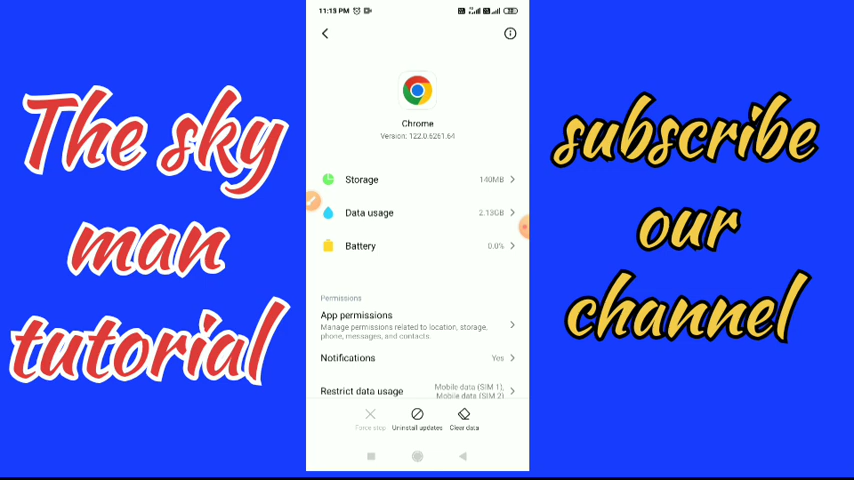 The sky
man
tutorial
11:13 PM
Chrome
Version: 122.0.6261.64
Storage 140MB
Data usage 2.13GB
Battery 0.0%
Permissions
App permissions
Manage permissions related to location, storage,
phone, messages, and contacts.
Notifications Yes
Restrict data usage Mobile data (SIM 1),
Mobile data (SIM 2)
Force stop Uninstall updates Clear data
subscribe
our
channel